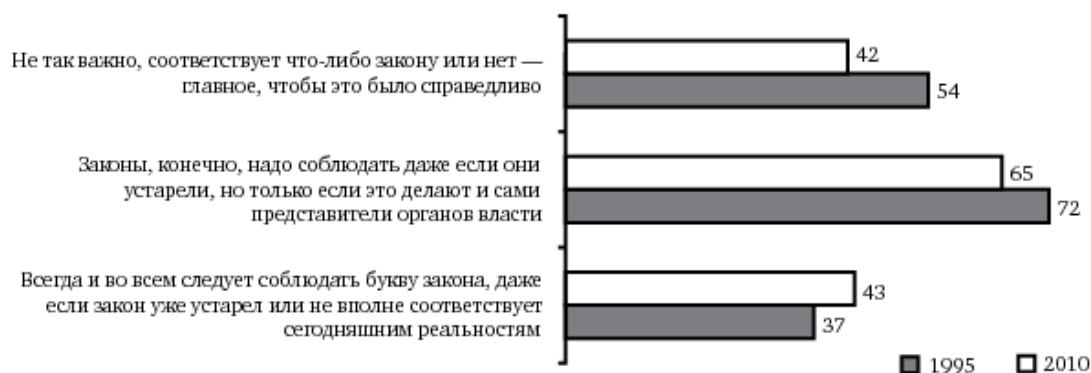 Не так важно, соответствует что-либо закону или нет —
главное, чтобы это было справедливо
42
54
Законы, конечно, надо соблюдать даже если они
устарели, но только если это делают и сами
представители органов власти
65
72
Всегда и во всем следует соблюдать букву закона, даже
если закон уже устарел или не вполне соответствует
сегодняшним реальностям
43
37
1995 2010